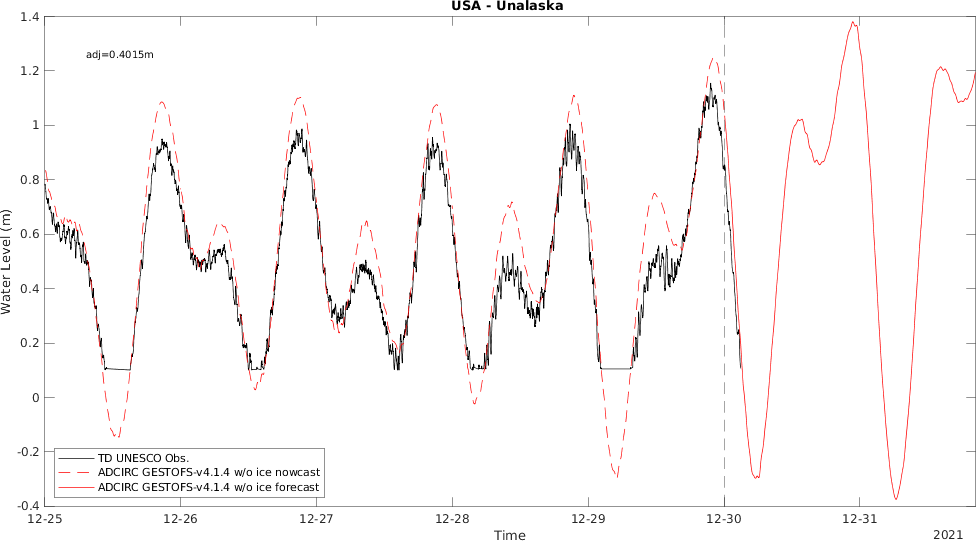 USA - Unalaska
1.4
1.2
1
0.8
0.6
0.4
0.2
0
-0.2
-0.4
Water Level (m)
adj=0.4015m
TD UNESCO Obs.
ADCIRC GESTOFS-v4.1.4 w/o ice nowcast
ADCIRC GESTOFS-v4.1.4 w/o ice forecast
12-25 12-26 12-27 12-28 12-29 12-30 12-31
Time
2021